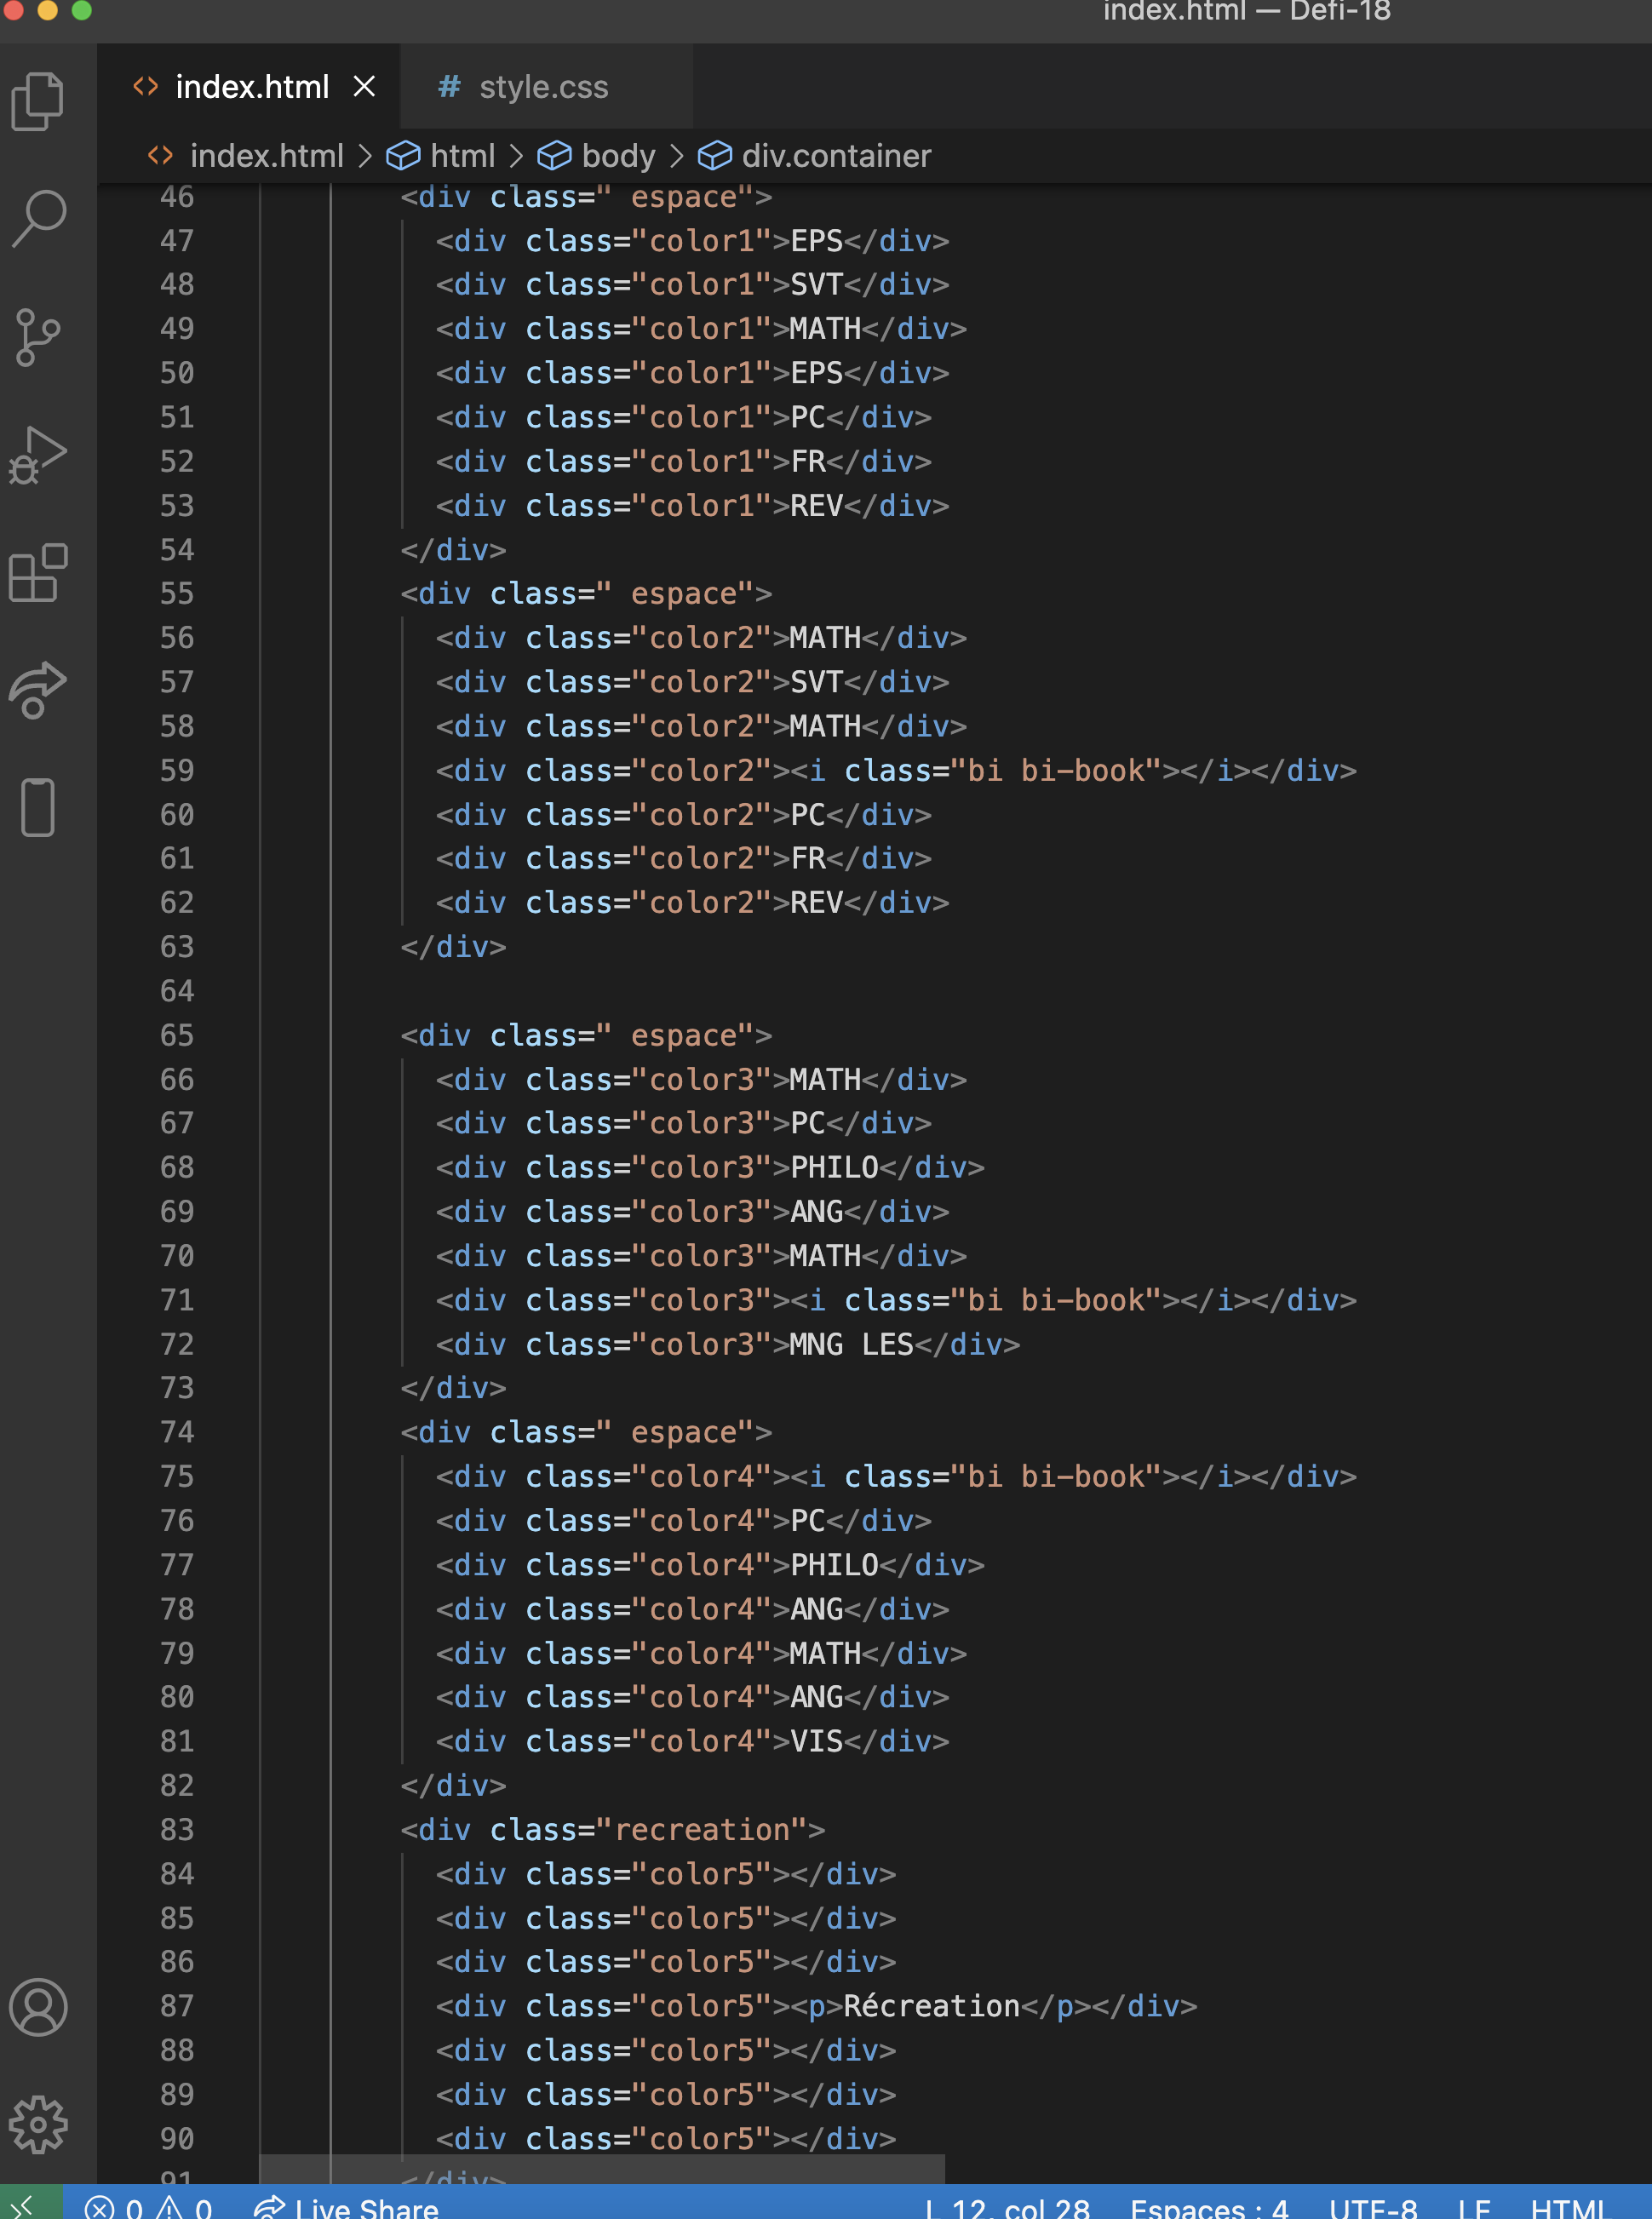 index.html — Defi-18
<> index.html ×
# style.css
<> index.html > html > body > div.container
46 <div class=" espace">
47 <div class="color1">EPS</div>
48 <div class="color1">SVT</div>
49 <div class="color1">MATH</div>
50 <div class="color1">EPS</div>
51 <div class="color1">PC</div>
52 <div class="color1">FR</div>
53 <div class="color1">REV</div>
54 </div>
55 <div class=" espace">
56 <div class="color2">MATH</div>
57 <div class="color2">SVT</div>
58 <div class="color2">MATH</div>
59 <div class="color2"><i class="bi bi-book"></i></div>
60 <div class="color2">PC</div>
61 <div class="color2">FR</div>
62 <div class="color2">REV</div>
63 </div>
64
65 <div class=" espace">
66 <div class="color3">MATH</div>
67 <div class="color3">PC</div>
68 <div class="color3">PHILO</div>
69 <div class="color3">ANG</div>
70 <div class="color3">MATH</div>
71 <div class="color3"><i class="bi bi-book"></i></div>
72 <div class="color3">MNG LES</div>
73 </div>
74 <div class=" espace">
75 <div class="color4"><i class="bi bi-book"></i></div>
76 <div class="color4">PC</div>
77 <div class="color4">PHILO</div>
78 <div class="color4">ANG</div>
79 <div class="color4">MATH</div>
80 <div class="color4">ANG</div>
81 <div class="color4">VIS</div>
82 </div>
83 <div class="recreation">
84 <div class="color5"></div>
85 <div class="color5"></div>
86 <div class="color5"></div>
87 <div class="color5"><p>Récreation</p></div>
88 <div class="color5"></div>
89 <div class="color5"></div>
90 <div class="color5"></div>
91 </div>
0 0 Live Share L 12, col 28 Espaces : 4 UTF-8 LF HTML